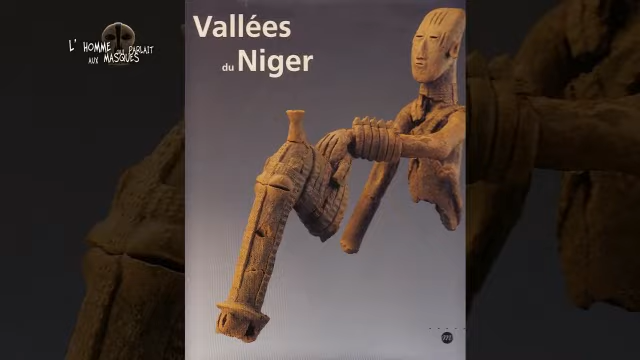 L' HOMME QUI PARLAIT
AUX MASQUES
Vallées
du Niger
m